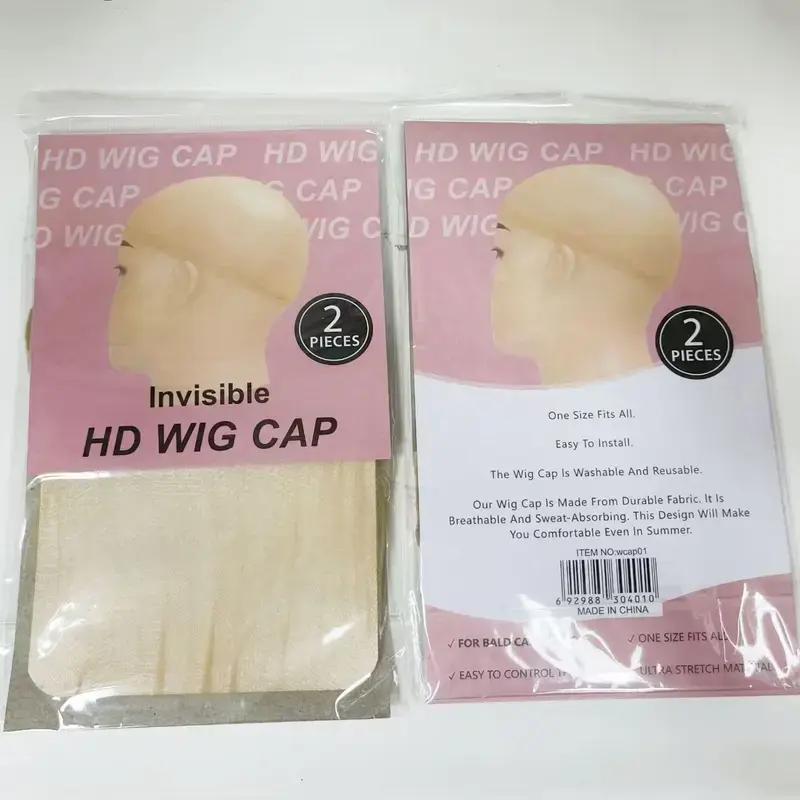 HD WIG CAP HD WIG
G CAP G CAP
D WIG WIG C
2
PIECES
Invisible
HD WIG CAP
HD WIG CAP HD WIG
IG CAP CAP
D WIG WIG C
2
PIECES
One Size Fits All.
Easy To Install.
The Wig Cap Is Washable And Reusable.
Our Wig Cap Is Made From Durable Fabric. It Is
Breathable And Sweat-Absorbing. This Design Will Make
You Comfortable Even In Summer.
ITEM NO:wcap01
6 92988 304010
MADE IN CHINA
✓ FOR BALD CA ✓ ONE SIZE FITS ALL
✓ EASY TO CONTROL ULTRA STRETCH MATERIAL